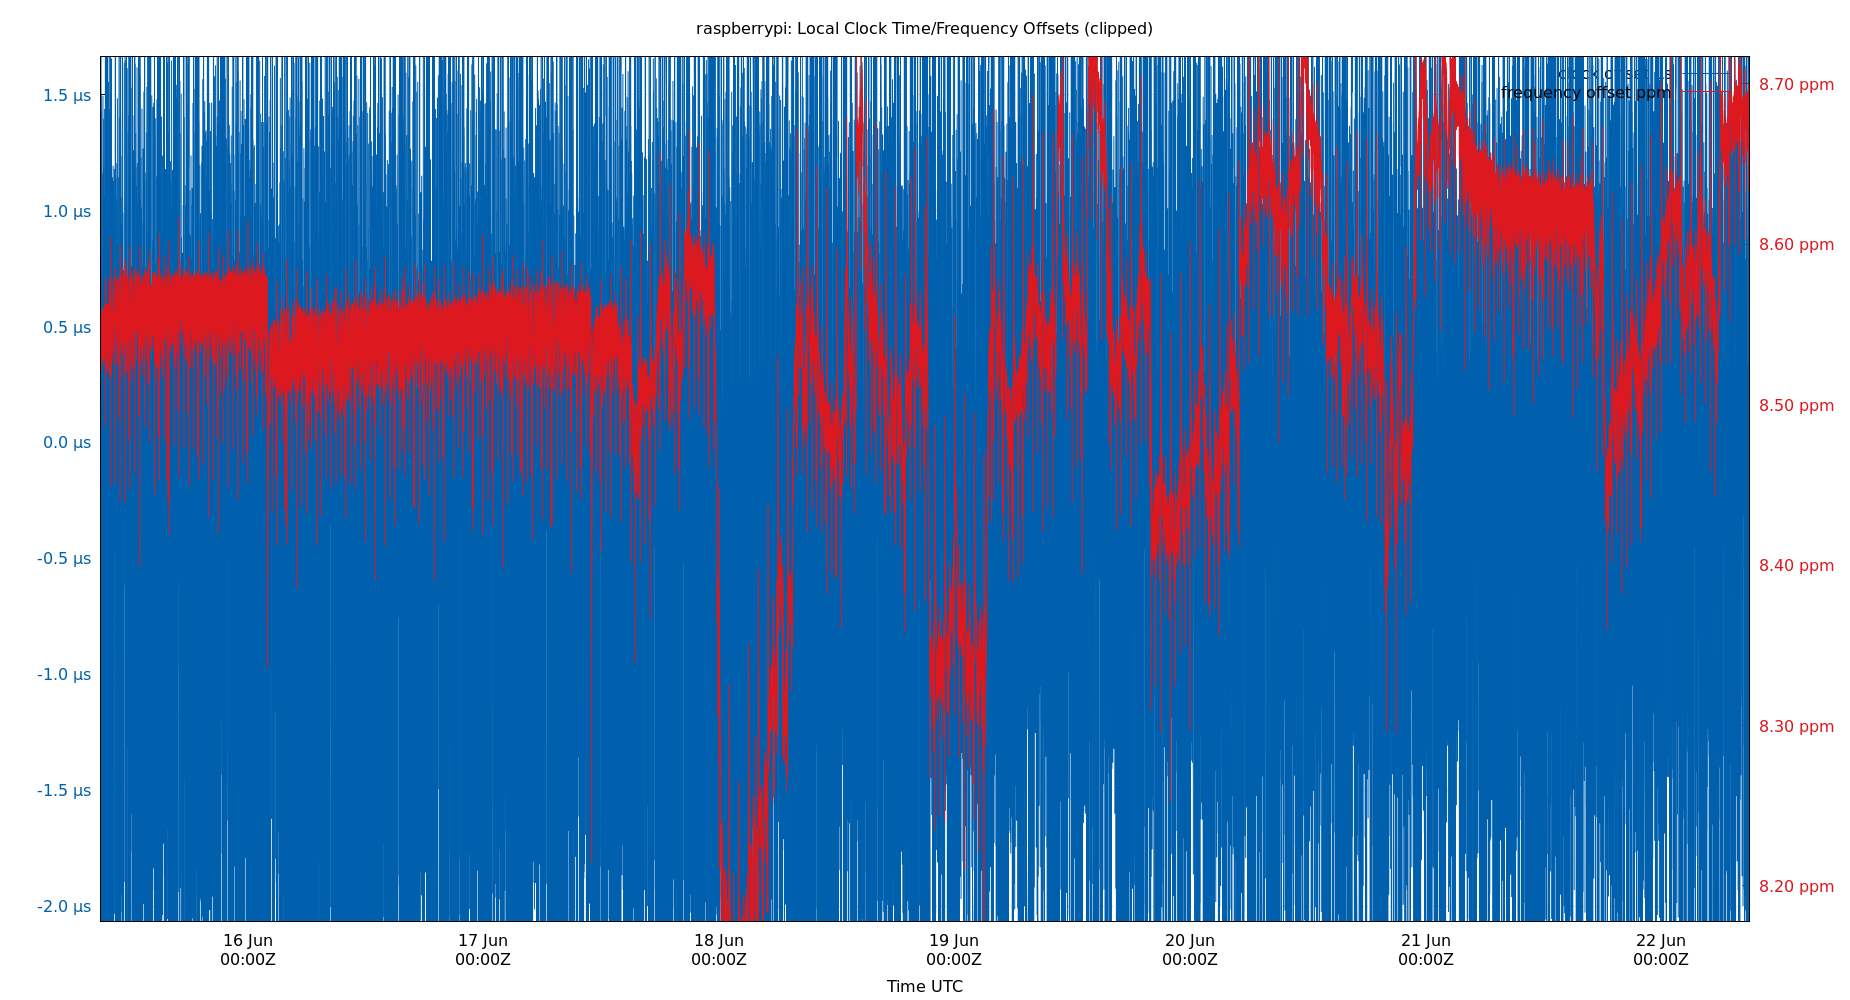 raspberrypi: Local Clock Time/Frequency Offsets (clipped)
clock offset µs
frequency offset ppm
1.5 µs
1.0 µs
0.5 µs
0.0 µs
-0.5 µs
-1.0 µs
-1.5 µs
-2.0 µs
8.70 ppm
8.60 ppm
8.50 ppm
8.40 ppm
8.30 ppm
8.20 ppm
16 Jun 17 Jun 18 Jun 19 Jun 20 Jun 21 Jun 22 Jun
00:00Z 00:00Z 00:00Z 00:00Z 00:00Z 00:00Z 00:00Z
Time UTC